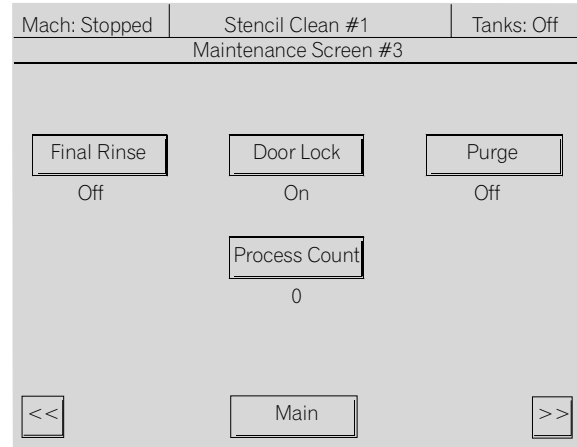 Mach: Stopped Stencil Clean #1 Tanks: Off
Maintenance Screen #3
Final Rinse Door Lock Purge
Off On Off
Process Count
0
<< Main >>